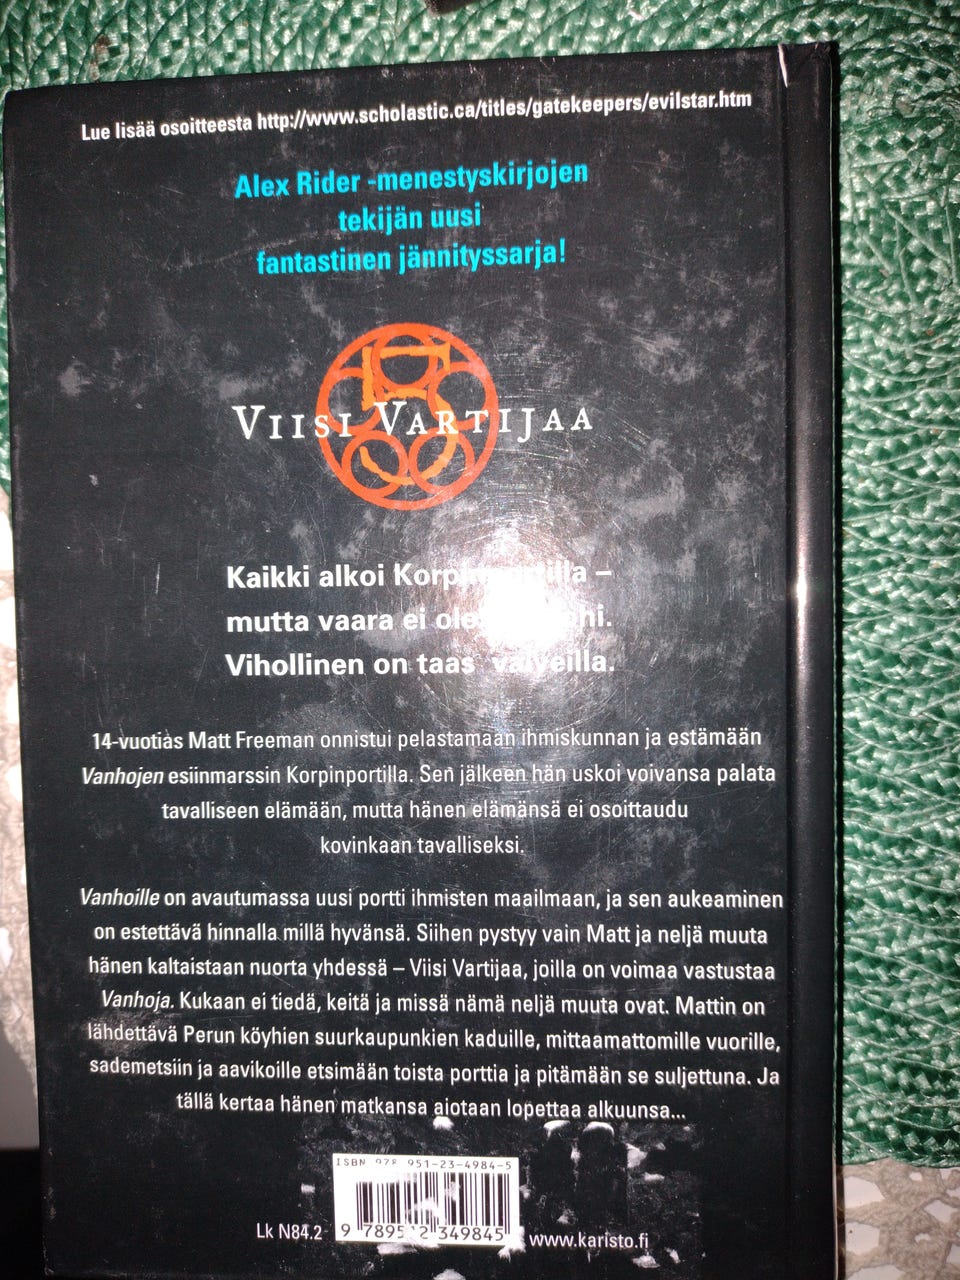 Lue lisää osoitteesta http://www.scholastic.ca/titles/gatekeepers/evilstar.htm
Alex Rider -menestyskirjojen
tekijän uusi
fantastinen jännityssarja!
5
VIISI VARTIJAA
Kaikki alkoi
mutta vaara ei
Vihollinen on taas valveilla.
14-vuotias Matt Freeman onnistui pelastamaan ihmiskunnan ja estämään
Vanhojen esiinmarssin Korpinportilla. Sen jälkeen hän uskoi voivansa palata
tavalliseen elämään, mutta hänen elämänsä ei osoittaudu
kovinkaan tavalliseksi.
Vanhoille on avautumassa uusi portti ihmisten maailmaan, ja sen aukeaminen
on estettävä hinnalla millä hyvänsä. Siihen pystyy vain Matt ja neljä muuta
hänen kaltaistaan nuorta yhdessä – Viisi Vartijaa, joilla on voimaa vastustaa
Vanhoja. Kukaan ei tiedä, keitä ja missä nämä neljä muuta ovat. Mattin on
lähdettävä Perun köyhien suurkaupunkien kaduille, mittaamattomille vuorille,
sademetsiin ja aavikoille etsimään toista porttia ja pitämään se suljettuna. Ja
tällä kertaa hänen matkansa aiotaan lopettaa alkuunsa...
ISBN 978 951-23-4984-5
Lk N84.2
9 789512 349845
www.karisto.fi